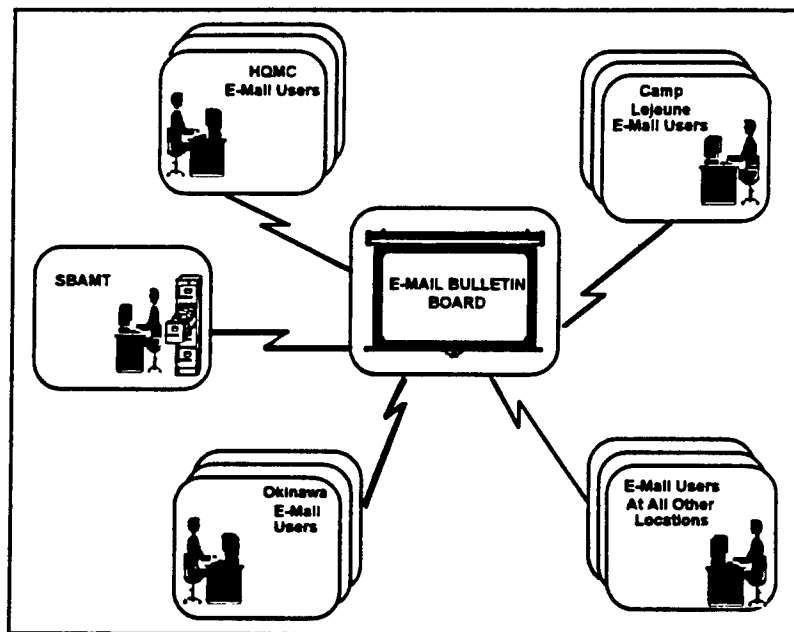 HQMC
E-Mail Users
Camp
Lejeune
E-Mail Users
SBAMT
E-MAIL BULLETIN
BOARD
Okinawa
E-Mail
Users
E-Mail Users
At All Other
Locations